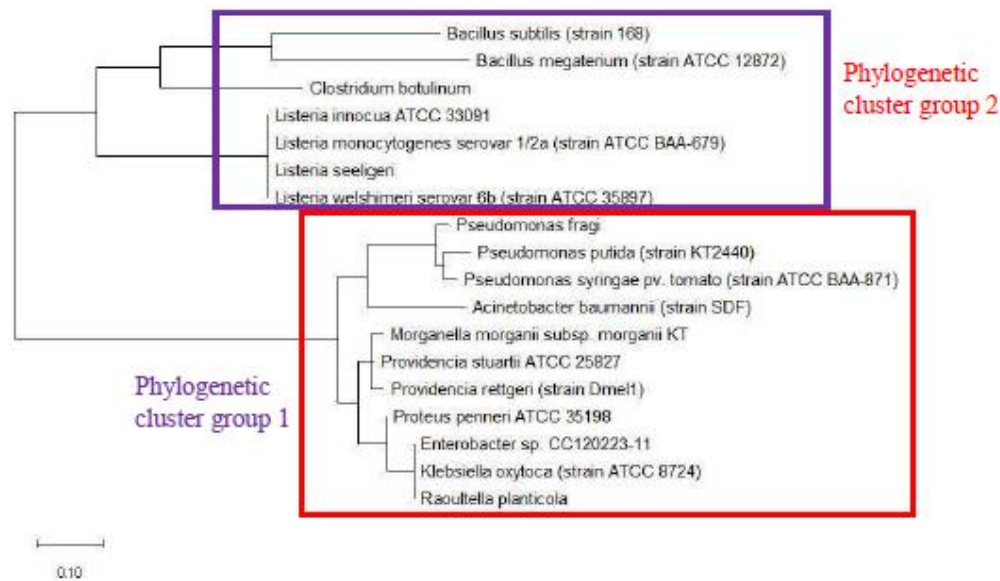 Bacillus subtilis (strain 168)
Bacillus megaterium (strain ATCC 12872)
Clostridium botulinum
Listeria innocua ATCC 33091
Listeria monocytogenes serovar 1/2a (strain ATCC BAA-679)
Listeria seeligeri
Listeria welshimeri serovar 6b (strain ATCC 35897)
Phylogenetic
cluster group 2
Pseudomonas fragi
Pseudomonas putida (strain KT2440)
Pseudomonas syringae pv. tomato (strain ATCC BAA-871)
Acinetobacter baumannii (strain SDF)
Morganella morganii subsp. morganii KT
Providencia stuartii ATCC 25827
Providencia rettgeri (strain Dmel1)
Proteus penneri ATCC 35198
Enterobacter sp. CC120223-11
Klebsiella oxytoca (strain ATCC 8724)
Raoultella planticola
Phylogenetic
cluster group 1
0.10